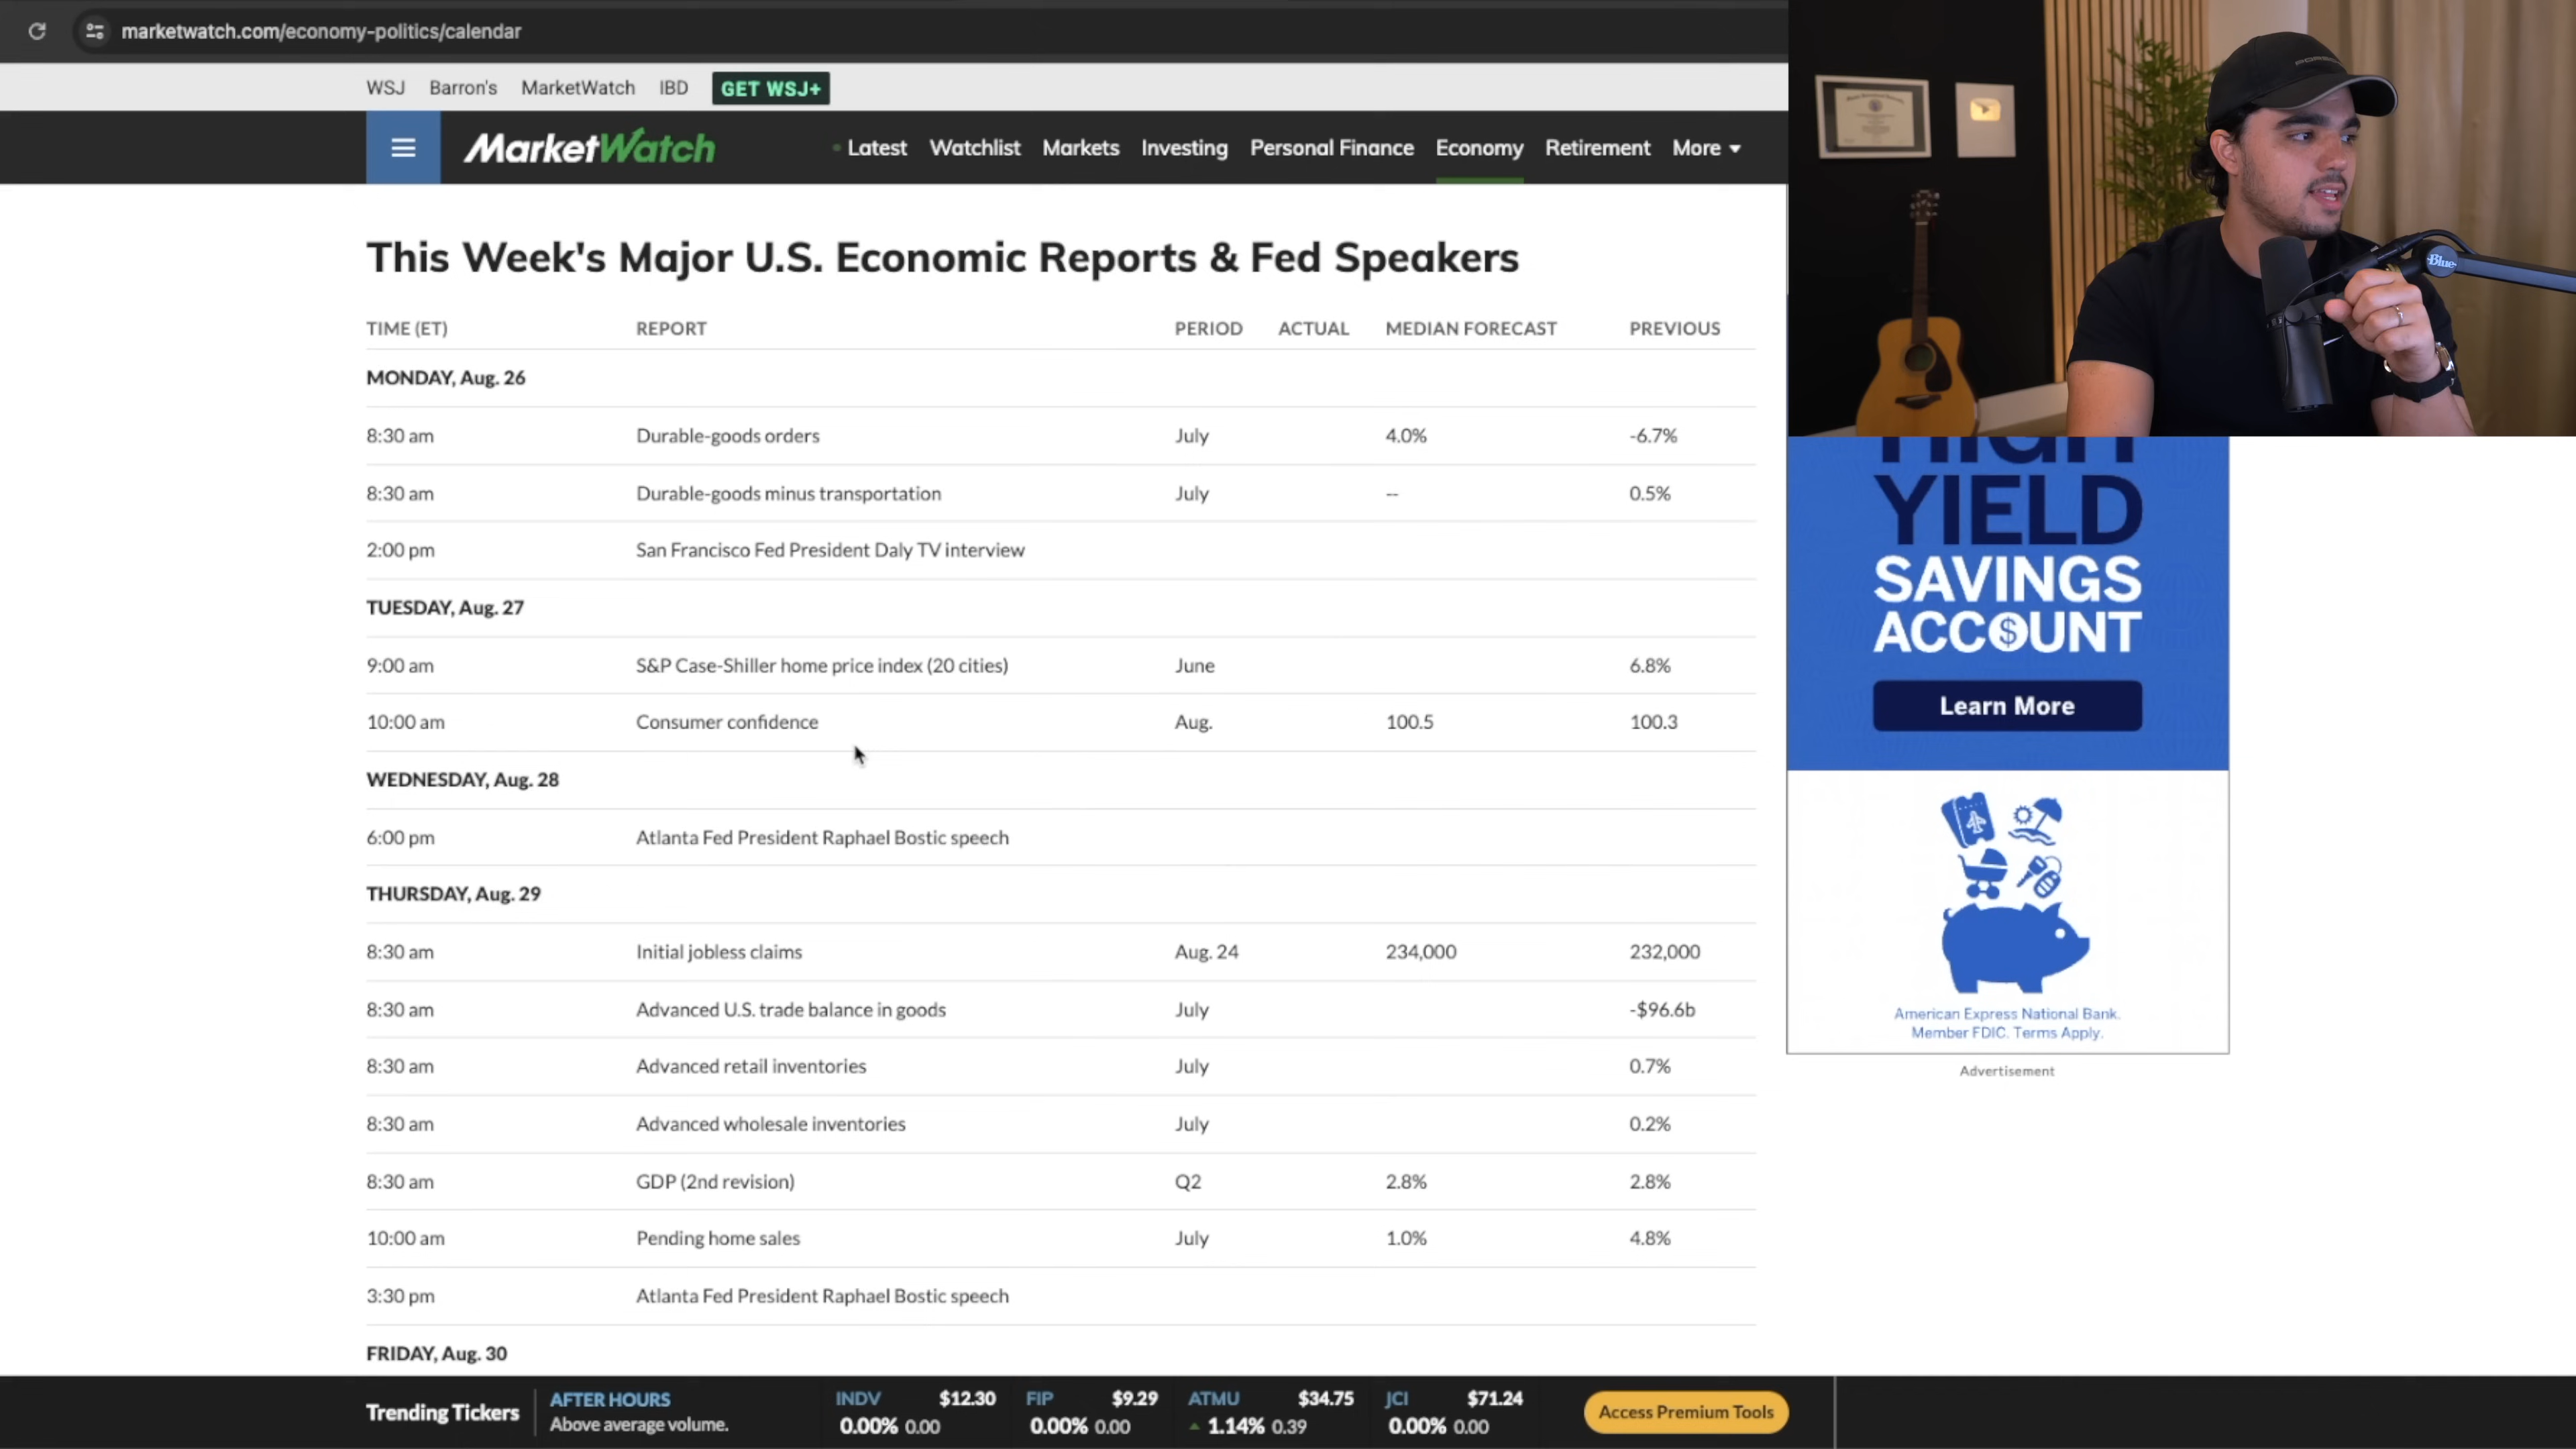 marketwatch.com/economy-politics/calendar
WSJ Barron's MarketWatch IBD GET WSJ+
MarketWatch Latest Watchlist Markets Investing Personal Finance Economy Retirement More
This Week's Major U.S. Economic Reports & Fed Speakers
TIME (ET) REPORT PERIOD ACTUAL MEDIAN FORECAST PREVIOUS
MONDAY, Aug. 26
8:30 am Durable-goods orders July 4.0% -6.7%
8:30 am Durable-goods minus transportation July -- 0.5%
2:00 pm San Francisco Fed President Daly TV interview
TUESDAY, Aug. 27
9:00 am S&P Case-Shiller home price index (20 cities) June 6.8%
10:00 am Consumer confidence Aug. 100.5 100.3
WEDNESDAY, Aug. 28
6:00 pm Atlanta Fed President Raphael Bostic speech
THURSDAY, Aug. 29
8:30 am Initial jobless claims Aug. 24 234,000 232,000
8:30 am Advanced U.S. trade balance in goods July -$96.6b
8:30 am Advanced retail inventories July 0.7%
8:30 am Advanced wholesale inventories July 0.2%
8:30 am GDP (2nd revision) Q2 2.8% 2.8%
10:00 am Pending home sales July 1.0% 4.8%
3:30 pm Atlanta Fed President Raphael Bostic speech
FRIDAY, Aug. 30
PORSCHE
Blue
HIGH
YIELD
SAVINGS
ACCOUNT
Learn More
American Express National Bank.
Member FDIC. Terms Apply.
Advertisement
Trending Tickers
AFTER HOURS
Above average volume.
INDV $12.30
0.00% 0.00
FIP $9.29
0.00% 0.00
ATMU $34.75
1.14% 0.39
JCI $71.24
0.00% 0.00
Access Premium Tools